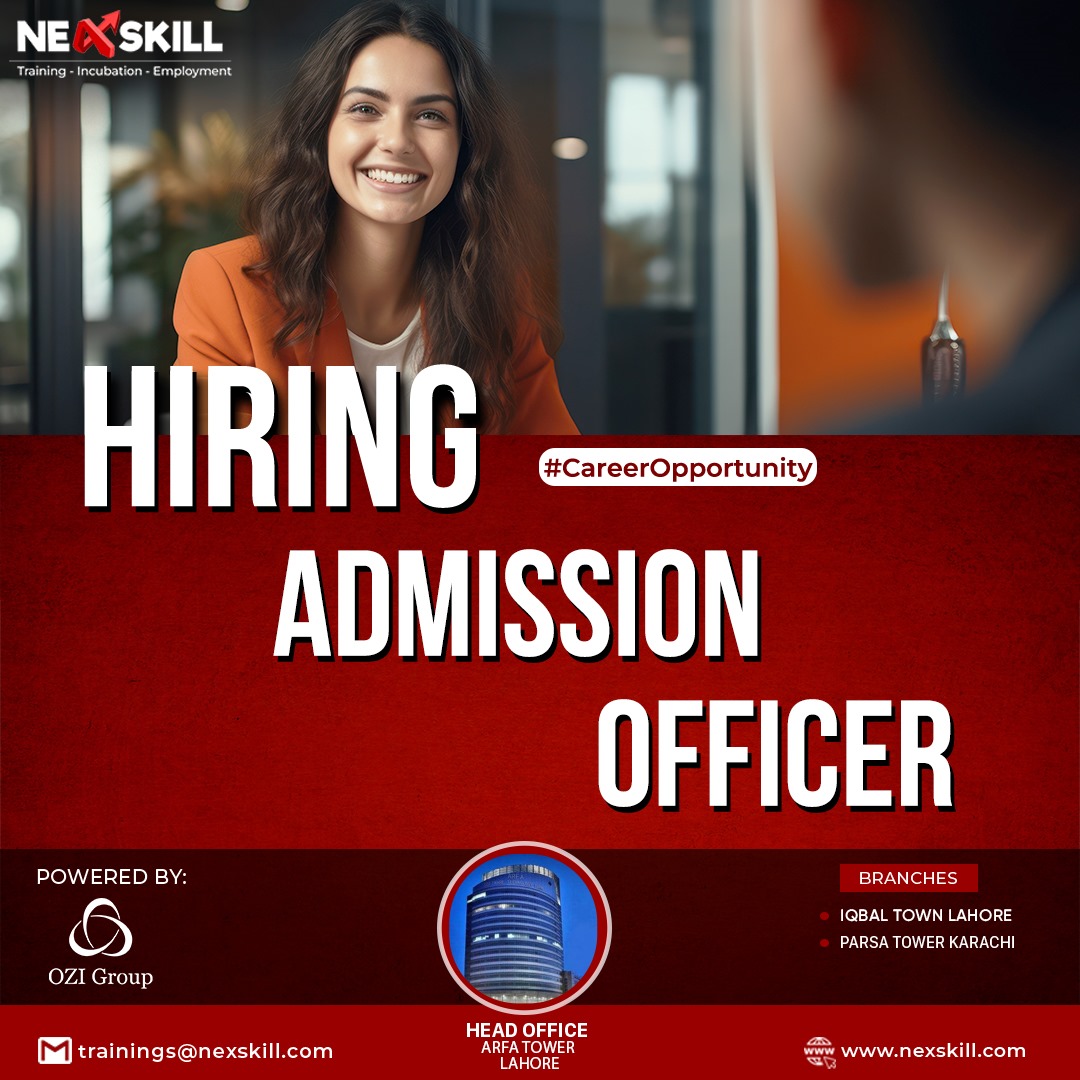 NEXSKILL
Training - Incubation - Employment
HIRING
#CareerOpportunity
ADMISSION
OFFICER
POWERED BY:
OZI Group
BRANCHES
IQBAL TOWN LAHORE
PARSA TOWER KARACHI
HEAD OFFICE
ARFA TOWER
LAHORE
trainings@nexskill.com
www.nexskill.com